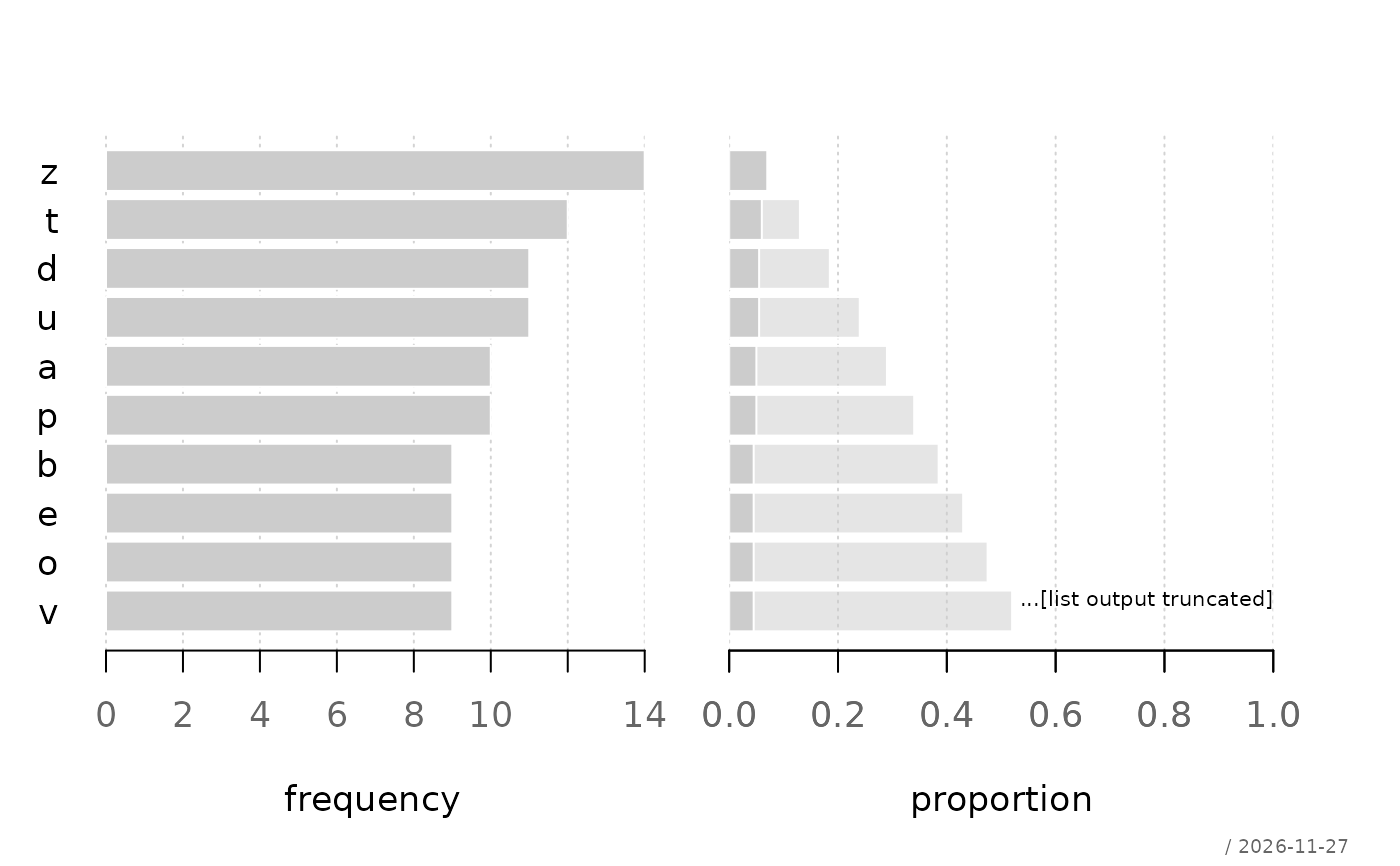 z
t
d
u
a
p
b
e
o
v
...[list output truncated]
0 2 4 6 8 10 14
0.0 0.2 0.4 0.6 0.8 1.0
frequency
proportion
/ 2026-11-27